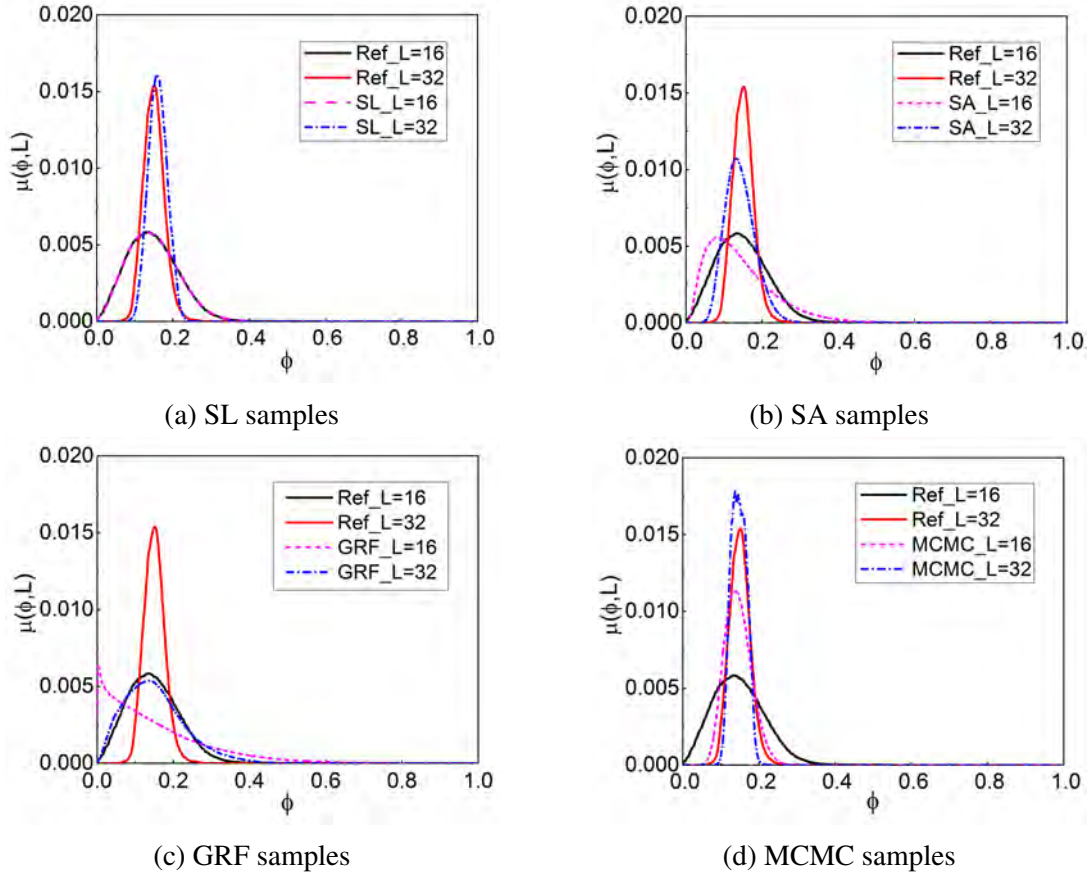 0.020
0.015
0.010
0.005
0.000
μ(ϕ,L)
Ref_L=16
Ref_L=32
SL_L=16
SL_L=32
0.0 0.2 0.4 0.6 0.8 1.0
ϕ
(a) SL samples
0.020
0.015
0.010
0.005
0.000
μ(ϕ,L)
Ref_L=16
Ref_L=32
SA_L=16
SA_L=32
0.0 0.2 0.4 0.6 0.8 1.0
ϕ
(b) SA samples
0.020
0.015
0.010
0.005
0.000
μ(ϕ,L)
Ref_L=16
Ref_L=32
GRF_L=16
GRF_L=32
0.0 0.2 0.4 0.6 0.8 1.0
ϕ
(c) GRF samples
0.020
0.015
0.010
0.005
0.000
μ(ϕ,L)
Ref_L=16
Ref_L=32
MCMC_L=16
MCMC_L=32
0.0 0.2 0.4 0.6 0.8 1.0
ϕ
(d) MCMC samples